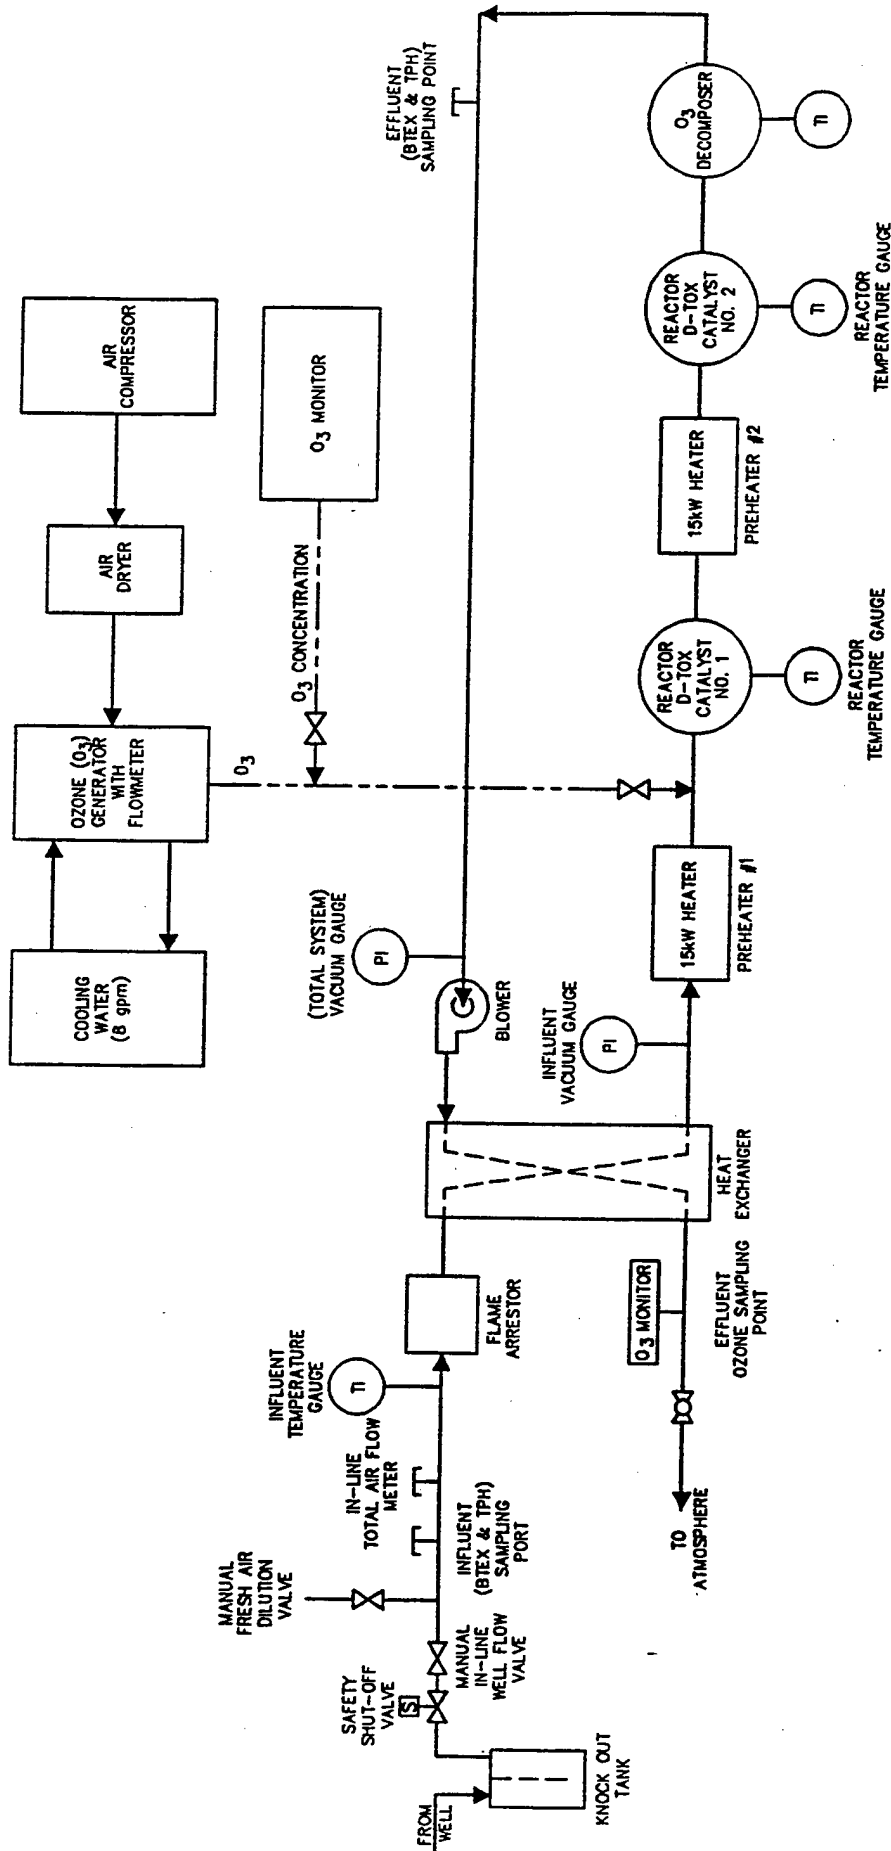 COOLING
WATER
(8 gpm)
OZONE (O3)
GENERATOR
WITH
FLOWMETER
AIR
DRYER
AIR
COMPRESSOR
O3
O3 CONCENTRATION
O3 MONITOR
(TOTAL SYSTEM)
VACUUM GAUGE
PI
BLOWER
EFFLUENT
(BTEX & TPH)
SAMPLING POINT
FROM
WELL
KNOCK OUT
TANK
SAFETY
SHUT-OFF
VALVE
S
MANUAL
IN-LINE
WELL FLOW
VALVE
MANUAL
FRESH AIR
DILUTION
VALVE
INFLUENT
(BTEX & TPH)
SAMPLING
PORT
IN-LINE
TOTAL AIR FLOW
METER
INFLUENT
TEMPERATURE
GAUGE
TI
FLAME
ARRESTOR
HEAT
EXCHANGER
TO
ATMOSPHERE
O3 MONITOR
EFFLUENT
OZONE SAMPLING
POINT
INFLUENT
VACUUM GAUGE
PI
15kW HEATER
PREHEATER #1
REACTOR
D-TOX
CATALYST
NO. 1
TI
REACTOR
TEMPERATURE GAUGE
15kW HEATER
PREHEATER #2
REACTOR
D-TOX
CATALYST
NO. 2
TI
REACTOR
TEMPERATURE GAUGE
O3
DECOMPOSER
TI